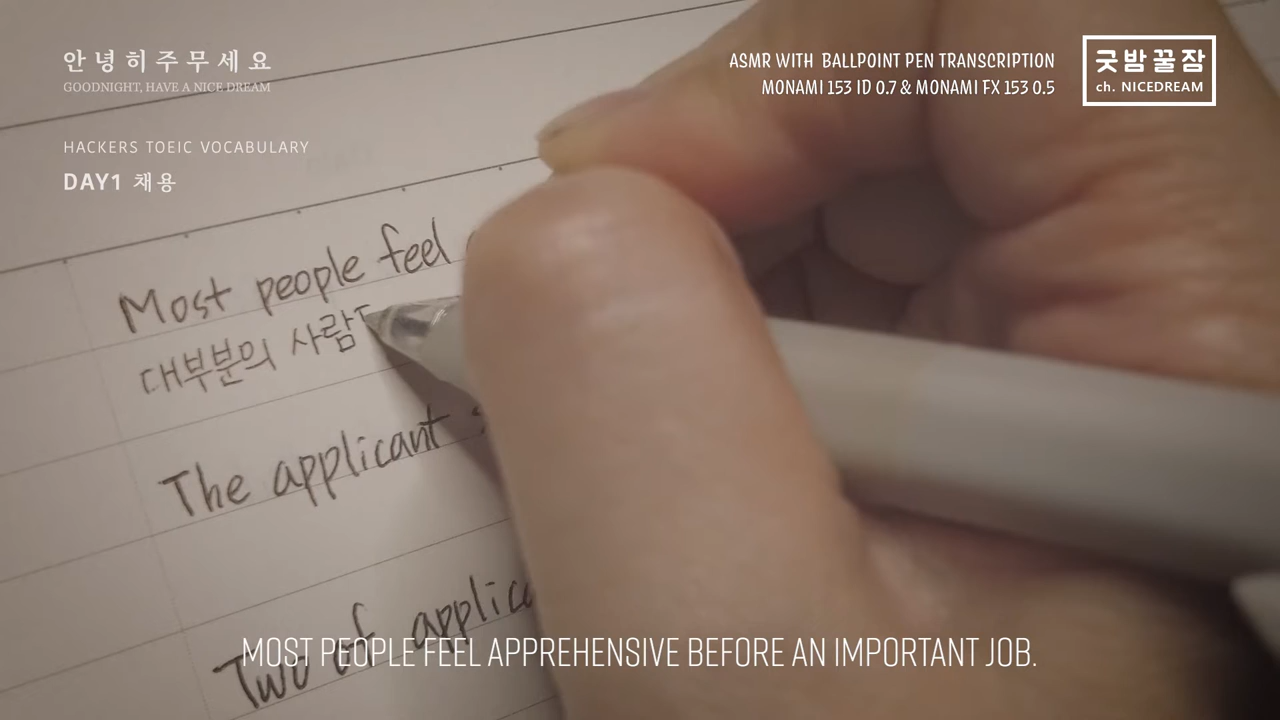 안녕히주무세요
GOODNIGHT, HAVE A NICE DREAM
ASMR WITH BALLPOINT PEN TRANSCRIPTION
MONAMI 153 ID 0.7 & MONAMI FX 153 0.5
굿밤꿀잠
ch. NICEDREAM
HACKERS TOEIC VOCABULARY
DAY1 채용
Most people feel
대부분의 사람
The applicant
Two of applic
MOST PEOPLE FEEL APPREHENSIVE BEFORE AN IMPORTANT JOB.